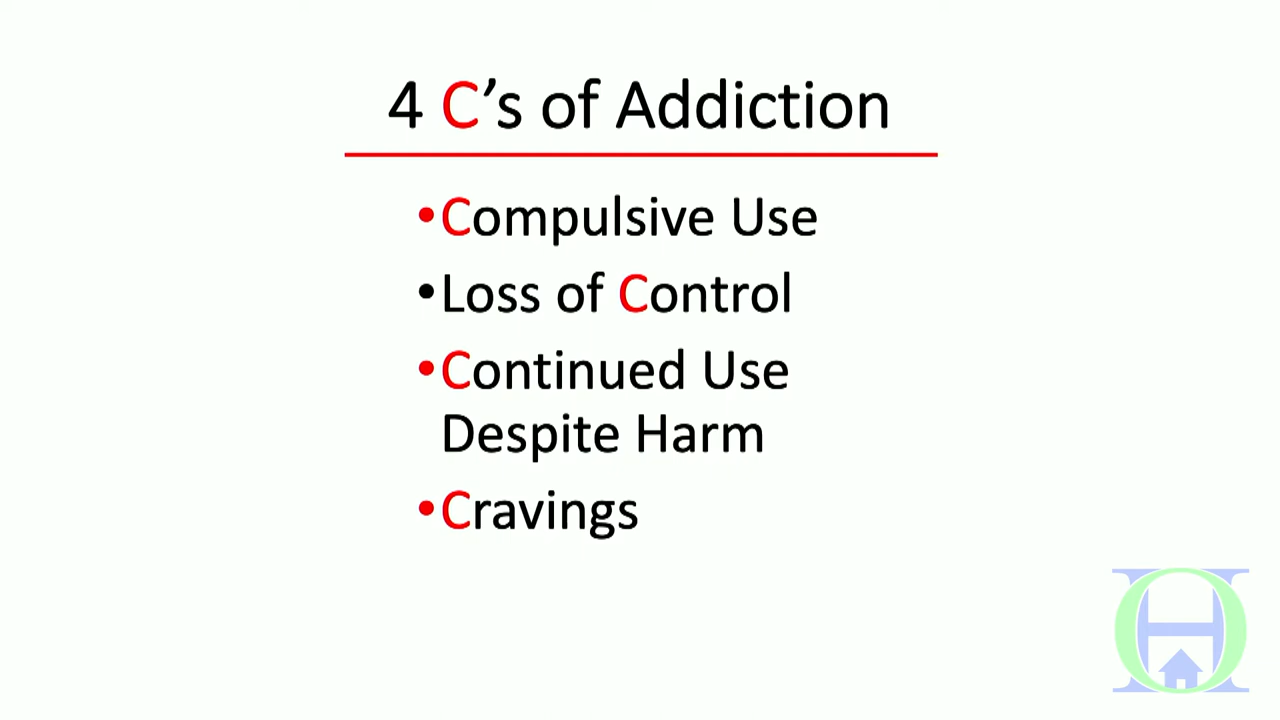 4 C’s of Addiction
•Compulsive Use
•Loss of Control
•Continued Use
Despite Harm
•Cravings